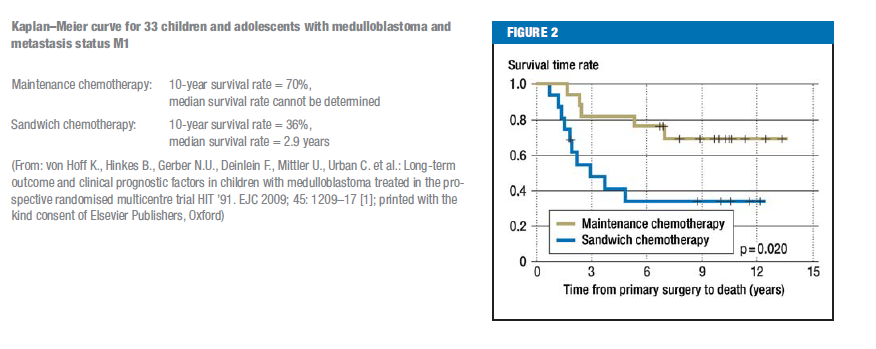 Kaplan–Meier curve for 33 children and adolescents with medulloblastoma and
metastasis status M1
Maintenance chemotherapy: 10-year survival rate = 70%,
median survival rate cannot be determined
Sandwich chemotherapy: 10-year survival rate = 36%,
median survival rate = 2.9 years
(From: von Hoff K., Hinkes B., Gerber N.U., Deinlein F., Mittler U., Urban C. et al.: Long-term
outcome and clinical prognostic factors in children with medulloblastoma treated in the pro-
spective randomised multicentre trial HIT '91. EJC 2009; 45: 1209–17 [1]; printed with the
kind consent of Elsevier Publishers, Oxford)
FIGURE 2
Survival time rate
1.0
0.8
0.6
0.4
0.2
0
Maintenance chemotherapy
Sandwich chemotherapy
p=0.020
0 3 6 9 12 15
Time from primary surgery to death (years)